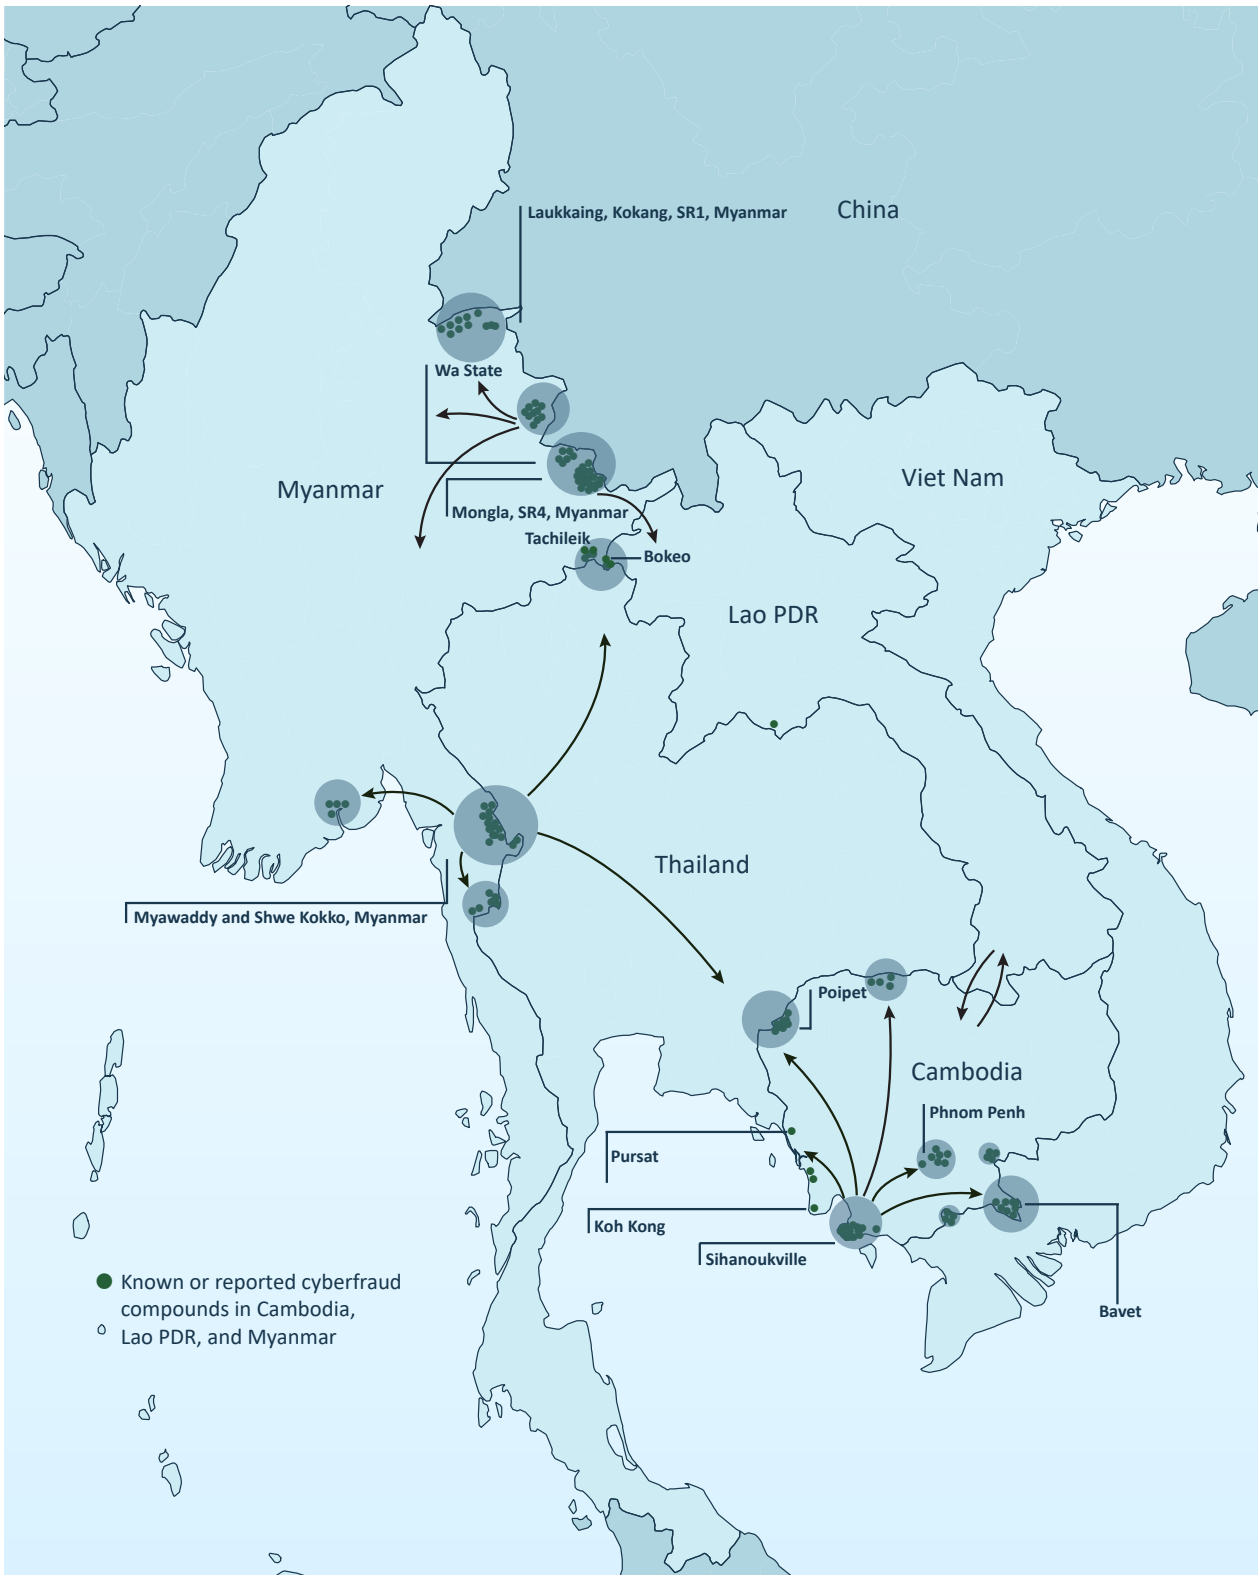 Laukkaing, Kokang, SR1, Myanmar
China
Wa State
Myanmar
Viet Nam
Mongla, SR4, Myanmar
Tachileik
Bokeo
Lao PDR
Thailand
Myawaddy and Shwe Kokko, Myanmar
Poipet
Cambodia
Phnom Penh
Pursat
Koh Kong
Sihanoukville
Bavet
Known or reported cyberfraud
compounds in Cambodia,
Lao PDR, and Myanmar